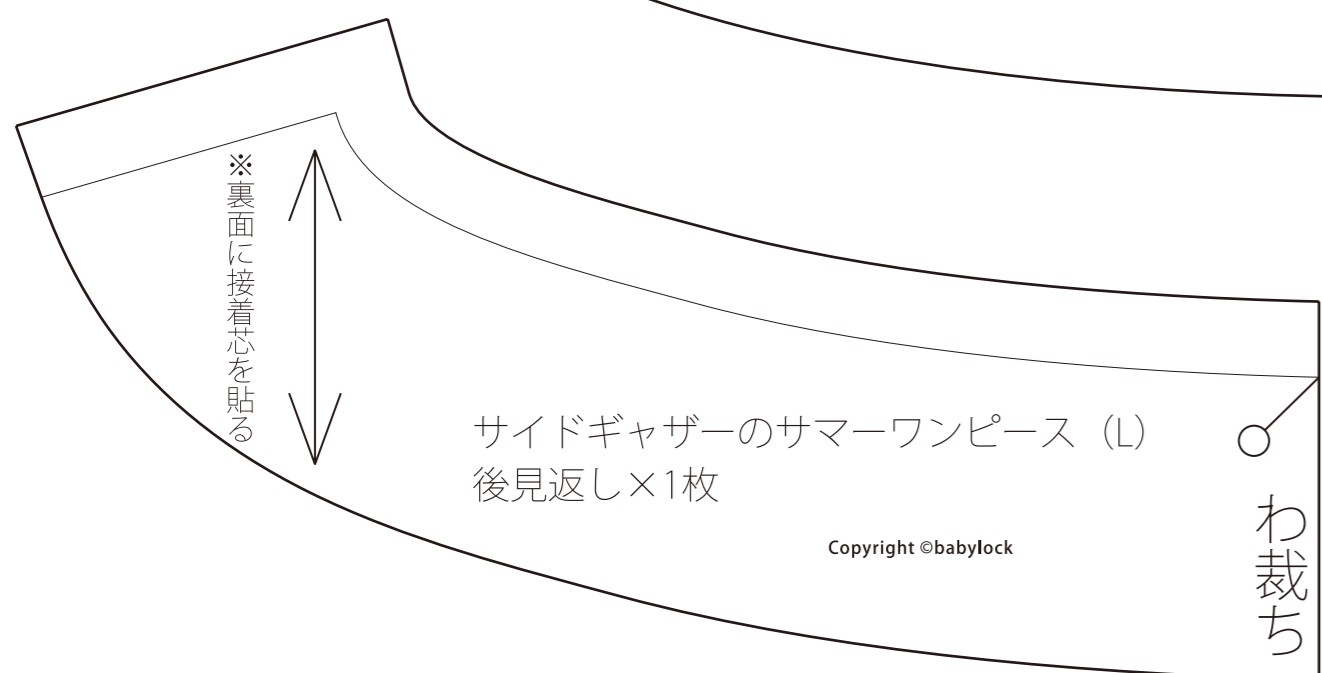 ※裏面に接着芯を貼る
サイドギャザーのサマーワンピース（L）
後見返し×1枚
Copyright ©babylock
わ裁ち